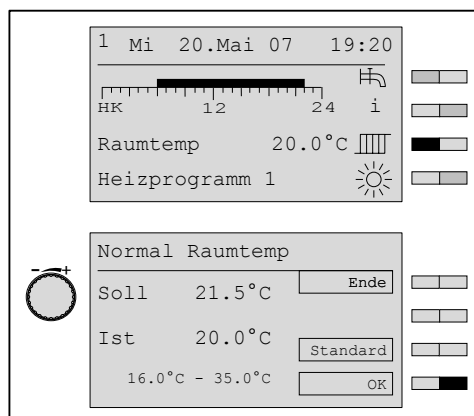 1 Mi 20.Mai 07 19:20
HK 12 24 i
Raumtemp 20.0°C
Heizprogramm 1
Normal Raumtemp
Ende
Soll 21.5°C
Ist 20.0°C
Standard
16.0°C - 35.0°C OK
- +